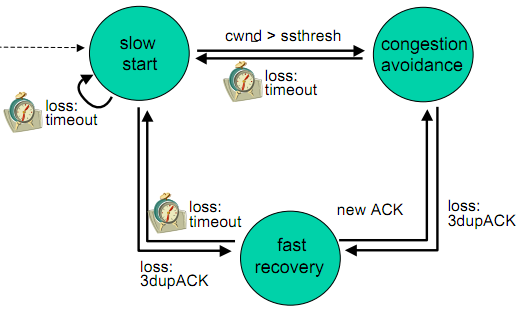 slow
start
cwnd > ssthresh
congestion
avoidance
loss:
timeout
loss:
timeout
loss:
timeout
new ACK
loss:
3dupACK
fast
recovery
loss:
3dupACK